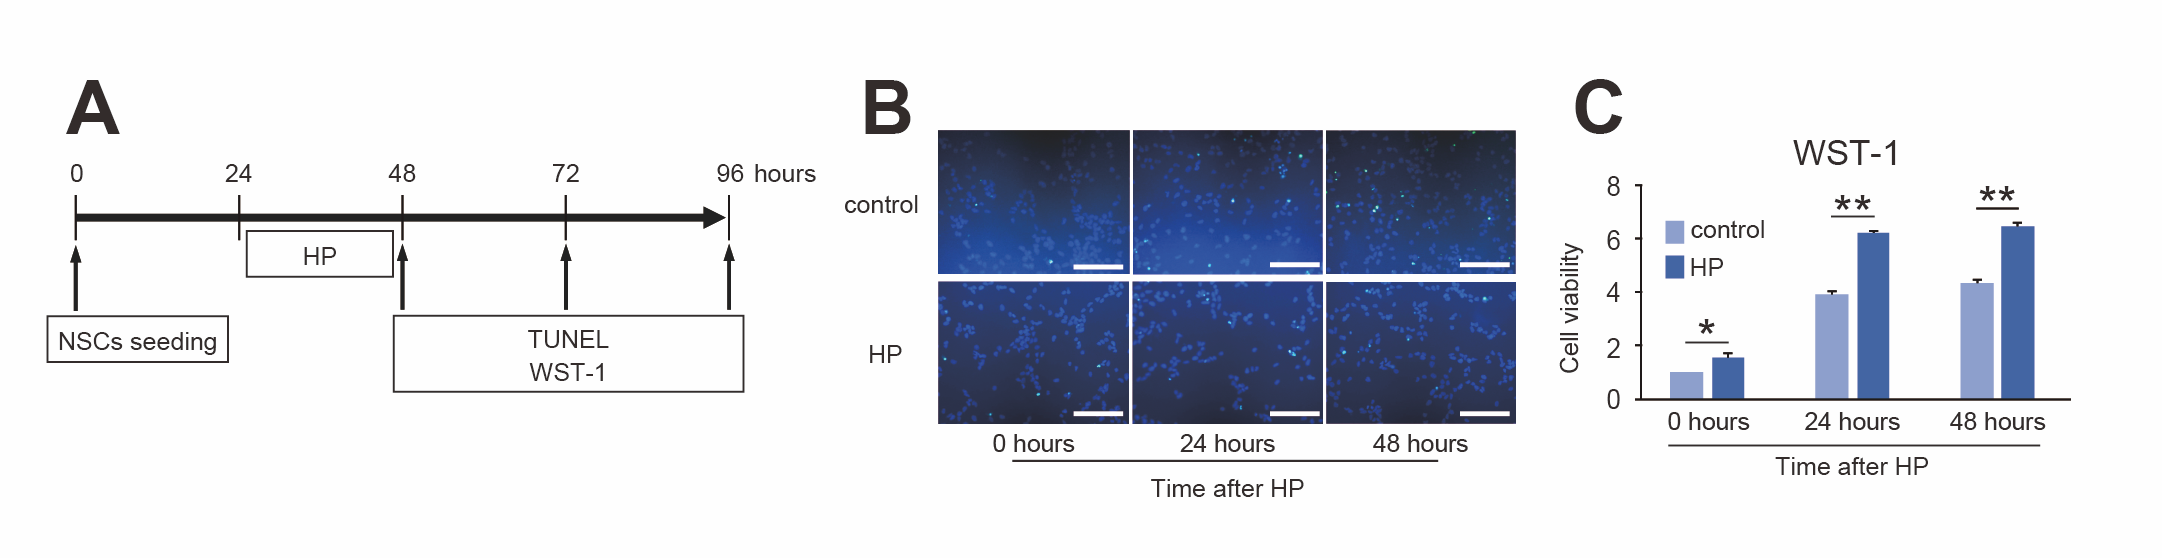 A
0 24 48 72 96 hours
HP
NSCs seeding
TUNEL
WST-1
B
control
HP
0 hours 24 hours 48 hours
Time after HP
C
WST-1
Cell viability
8
6
4
2
0
control
HP
*
**
**
0 hours 24 hours 48 hours
Time after HP